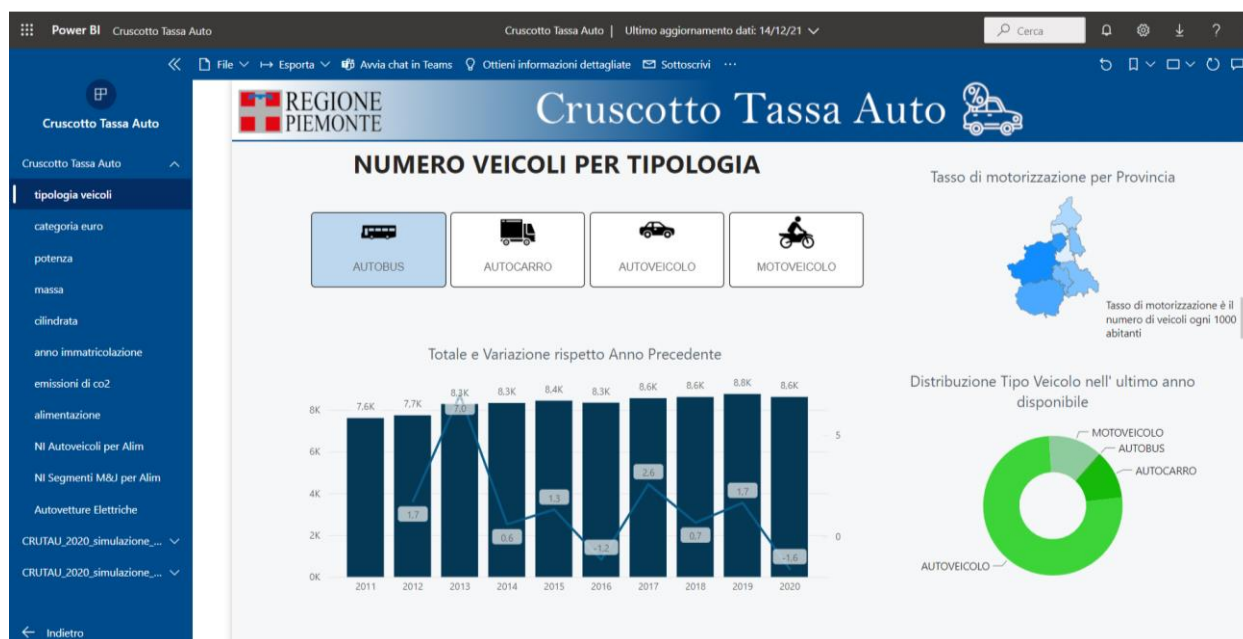 Power BI Cruscotto Tassa Auto
Cruscotto Tassa Auto | Ultimo aggiornamento dati: 14/12/21
Cerca
?
File Esporta Avvia chat in Teams Ottieni informazioni dettagliate Sottoscrivi ...
Cruscotto Tassa Auto
Cruscotto Tassa Auto
tipologia veicoli
categoria euro
potenza
massa
cilindrata
anno immatricolazione
emissioni di co2
alimentazione
NI Autoveicoli per Alim
NI Segmenti M&J per Alim
Autovetture Elettriche
CRUTAU_2020_simulazione_...
CRUTAU_2020_simulazione_...
Indietro
REGIONE
PIEMONTE
Cruscotto Tassa Auto
%
NUMERO VEICOLI PER TIPOLOGIA
AUTOBUS
AUTOCARRO
AUTOVEICOLO
MOTOVEICOLO
Totale e Variazione rispetto Anno Precedente
7,6K 7,7K 8,3K 8,3K 8,4K 8,3K 8,6K 8,6K 8,8K 8,6K
8K
6K
4K
2K
0K
5
0
1.7 7.0 0.6 1.3 -1.2 2.6 0.7 1.7 -1.6
2011 2012 2013 2014 2015 2016 2017 2018 2019 2020
Tasso di motorizzazione per Provincia
Tasso di motorizzazione è il
numero di veicoli ogni 1000
abitanti
Distribuzione Tipo Veicolo nell' ultimo anno
disponibile
MOTOVEICOLO
AUTOBUS
AUTOCARRO
AUTOVEICOLO